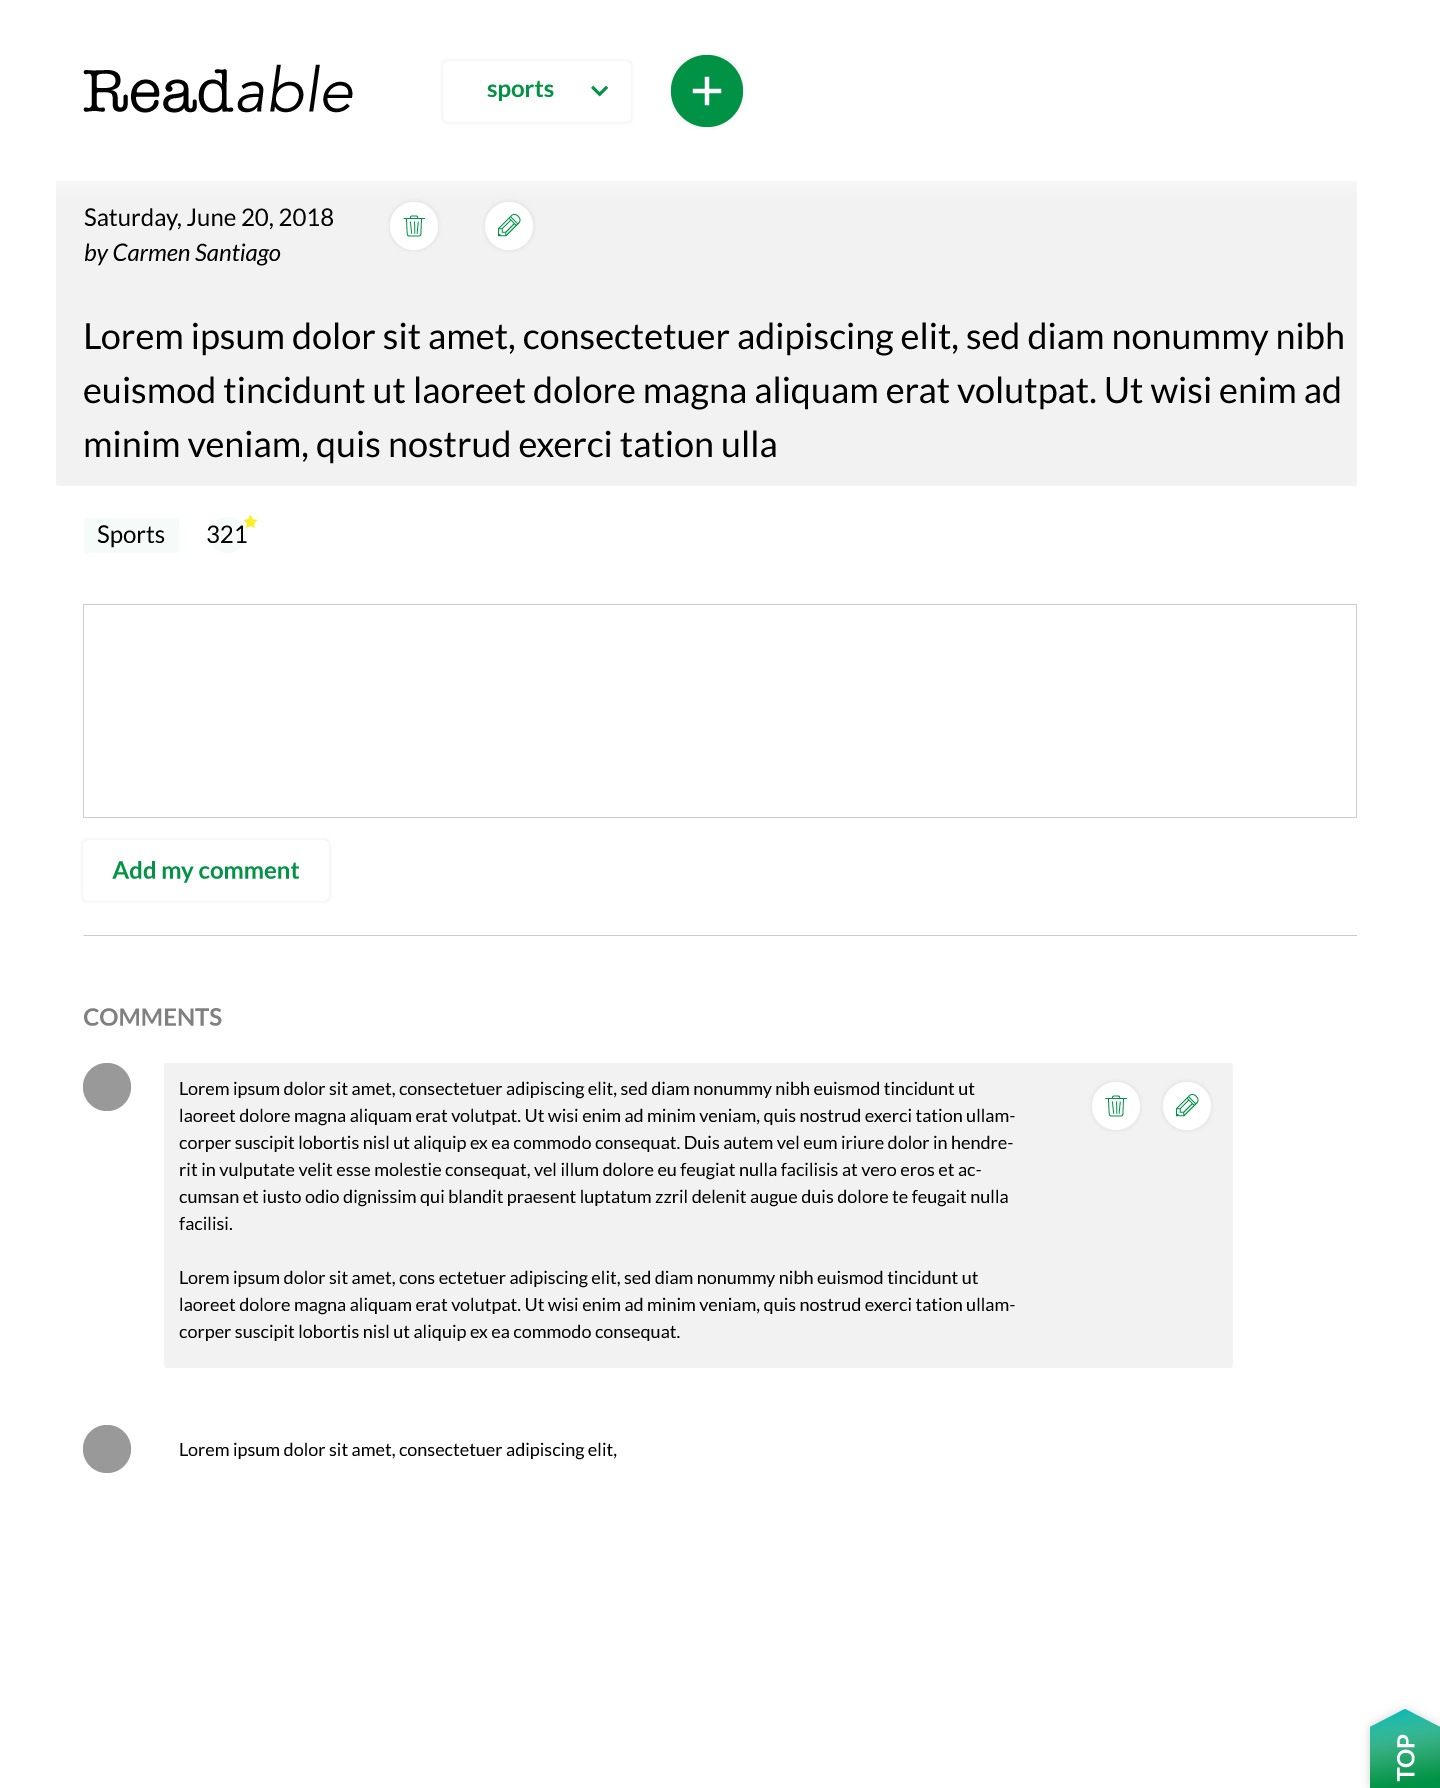 Readable
sports
Saturday, June 20, 2018
by Carmen Santiago
Lorem ipsum dolor sit amet, consectetuer adipiscing elit, sed diam nonummy nibh
euismod tincidunt ut laoreet dolore magna aliquam erat volutpat. Ut wisi enim ad
minim veniam, quis nostrud exerci tation ulla
Sports
321
Add my comment
COMMENTS
Lorem ipsum dolor sit amet, consectetuer adipiscing elit, sed diam nonummy nibh euismod tincidunt ut
laoreet dolore magna aliquam erat volutpat. Ut wisi enim ad minim veniam, quis nostrud exerci tation ullam-
corper suscipit lobortis nisl ut aliquip ex ea commodo consequat. Duis autem vel eum iriure dolor in hendre-
rit in vulputate velit esse molestie consequat, vel illum dolore eu feugiat nulla facilisis at vero eros et ac-
cumsan et iusto odio dignissim qui blandit praesent luptatum zzril delenit augue duis dolore te feugait nulla
facilisi.
Lorem ipsum dolor sit amet, cons ectetuer adipiscing elit, sed diam nonummy nibh euismod tincidunt ut
laoreet dolore magna aliquam erat volutpat. Ut wisi enim ad minim veniam, quis nostrud exerci tation ullam-
corper suscipit lobortis nisl ut aliquip ex ea commodo consequat.
Lorem ipsum dolor sit amet, consectetuer adipiscing elit,
TOP